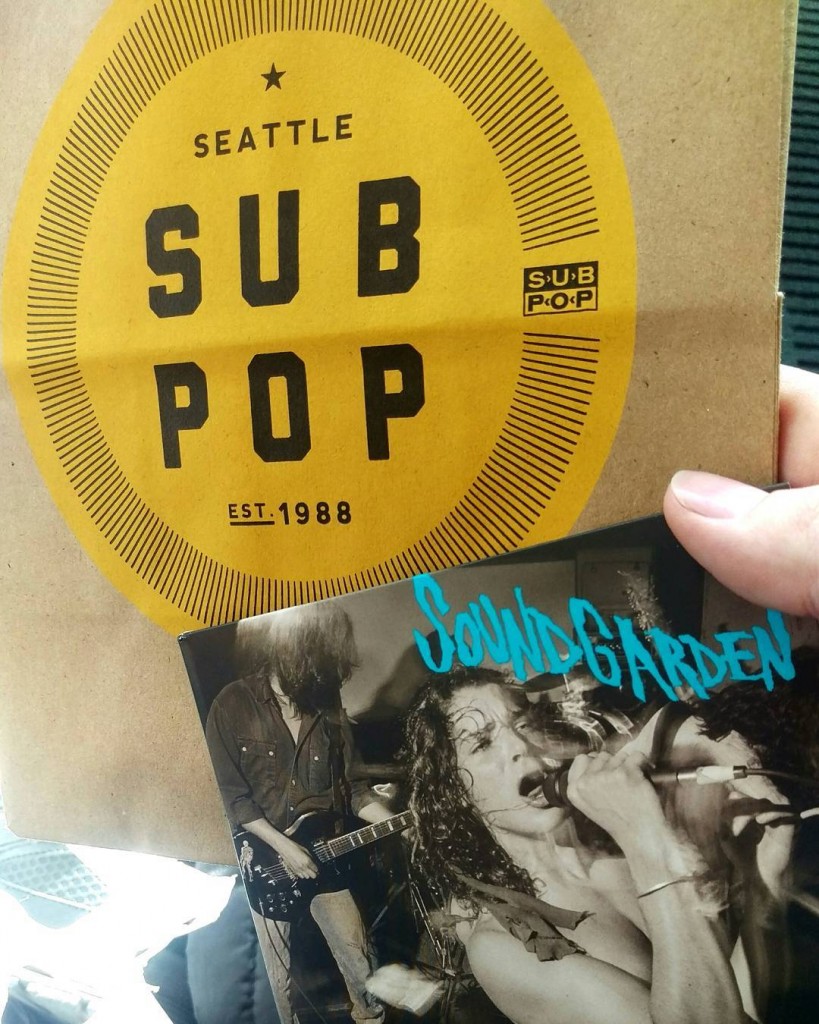 SEATTLE
SUB
POP
SUB
POP
EST. 1988
SOUNDGARDEN